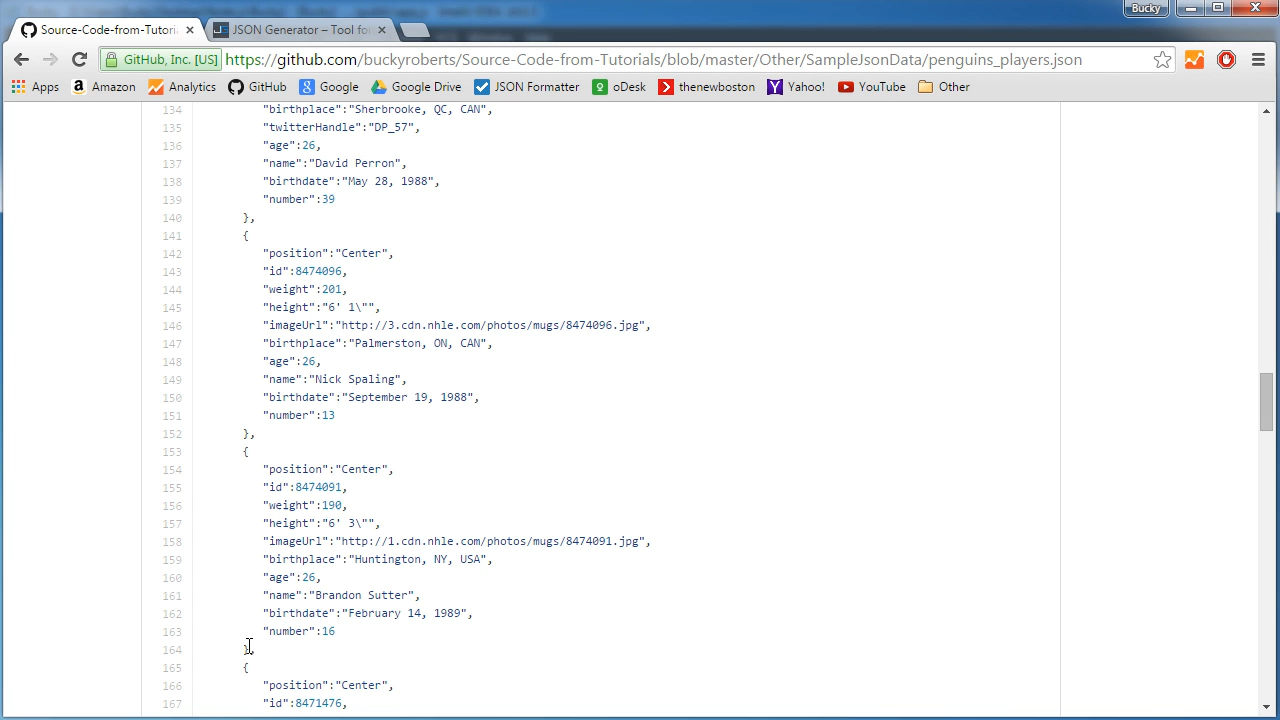 Bucky
Source-Code-from-Tutoria
JSON Generator – Tool fo
GitHub, Inc. [US]
https://github.com/buckyroberts/Source-Code-from-Tutorials/blob/master/Other/SampleJsonData/penguins_players.json
Apps Amazon Analytics GitHub Google Google Drive JSON Formatter oDesk thenewboston Yahoo! YouTube Other
134 "birthplace":"Sherbrooke, QC, CAN",
135 "twitterHandle":"DP_57",
136 "age":26,
137 "name":"David Perron",
138 "birthdate":"May 28, 1988",
139 "number":39
140 },
141 {
142 "position":"Center",
143 "id":8474096,
144 "weight":201,
145 "height":"6' 1\"",
146 "imageUrl":"http://3.cdn.nhle.com/photos/mugs/8474096.jpg",
147 "birthplace":"Palmerston, ON, CAN",
148 "age":26,
149 "name":"Nick Spaling",
150 "birthdate":"September 19, 1988",
151 "number":13
152 },
153 {
154 "position":"Center",
155 "id":8474091,
156 "weight":190,
157 "height":"6' 3\"",
158 "imageUrl":"http://1.cdn.nhle.com/photos/mugs/8474091.jpg",
159 "birthplace":"Huntington, NY, USA",
160 "age":26,
161 "name":"Brandon Sutter",
162 "birthdate":"February 14, 1989",
163 "number":16
164 },
165 {
166 "position":"Center",
167 "id":8471476,